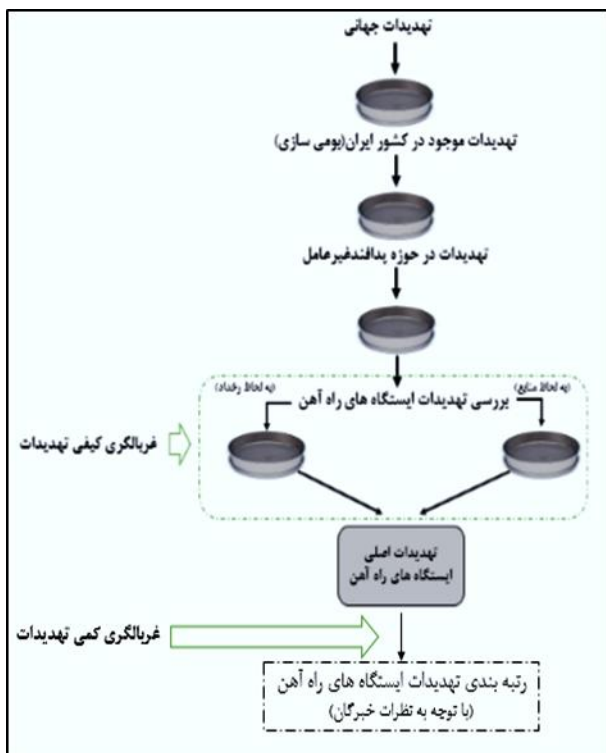 تهدیدات جهانی
تهدیدات موجود در کشور ایران(بومی سازی)
تهدیدات در حوزه پدافندغیرعامل
(به لحاظ منابع)
(به لحاظ رخداد)
بررسی تهدیدات ایستگاه های راه آهن
غربالگری کیفی تهدیدات
تهدیدات اصلی
ایستگاه های راه آهن
غربالگری کمی تهدیدات
رتبه بندی تهدیدات ایستگاه های راه آهن
(با توجه به نظرات خبرگان)